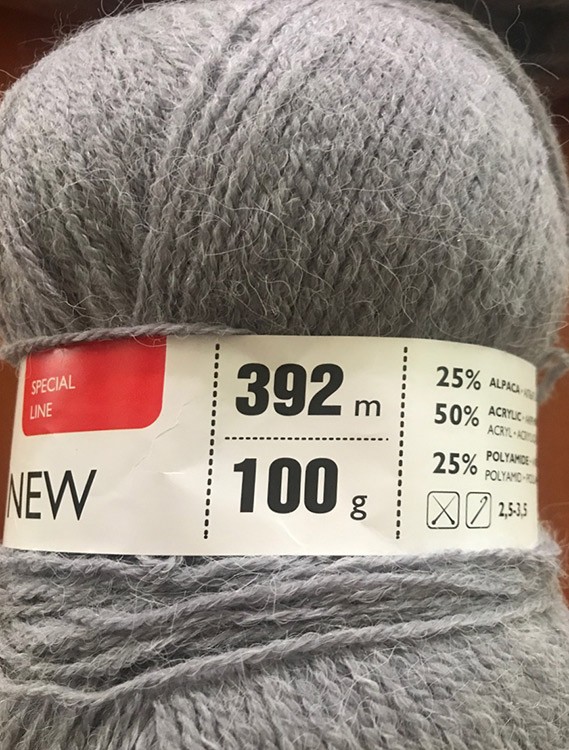 SPECIAL
LINE
NEW
392 m
100 g
25% ALPACA
50% ACRYLIC
ACRYL
25% POLYAMIDE
POLYAMID
2,5-3,5